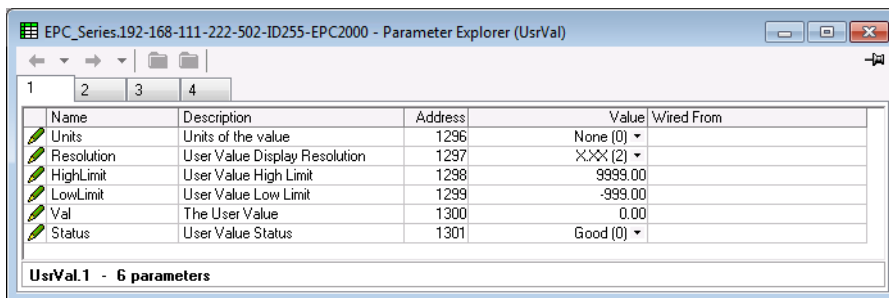 EPC_Series.192-168-111-222-502-ID255-EPC2000 - Parameter Explorer (UsrVal)
1 2 3 4
Name Description Address Value Wired From
Units Units of the value 1296 None (0)
Resolution User Value Display Resolution 1297 X.XX (2)
HighLimit User Value High Limit 1298 9999.00
LowLimit User Value Low Limit 1299 -999.00
Val The User Value 1300 0.00
Status User Value Status 1301 Good (0)
UsrVal.1 - 6 parameters